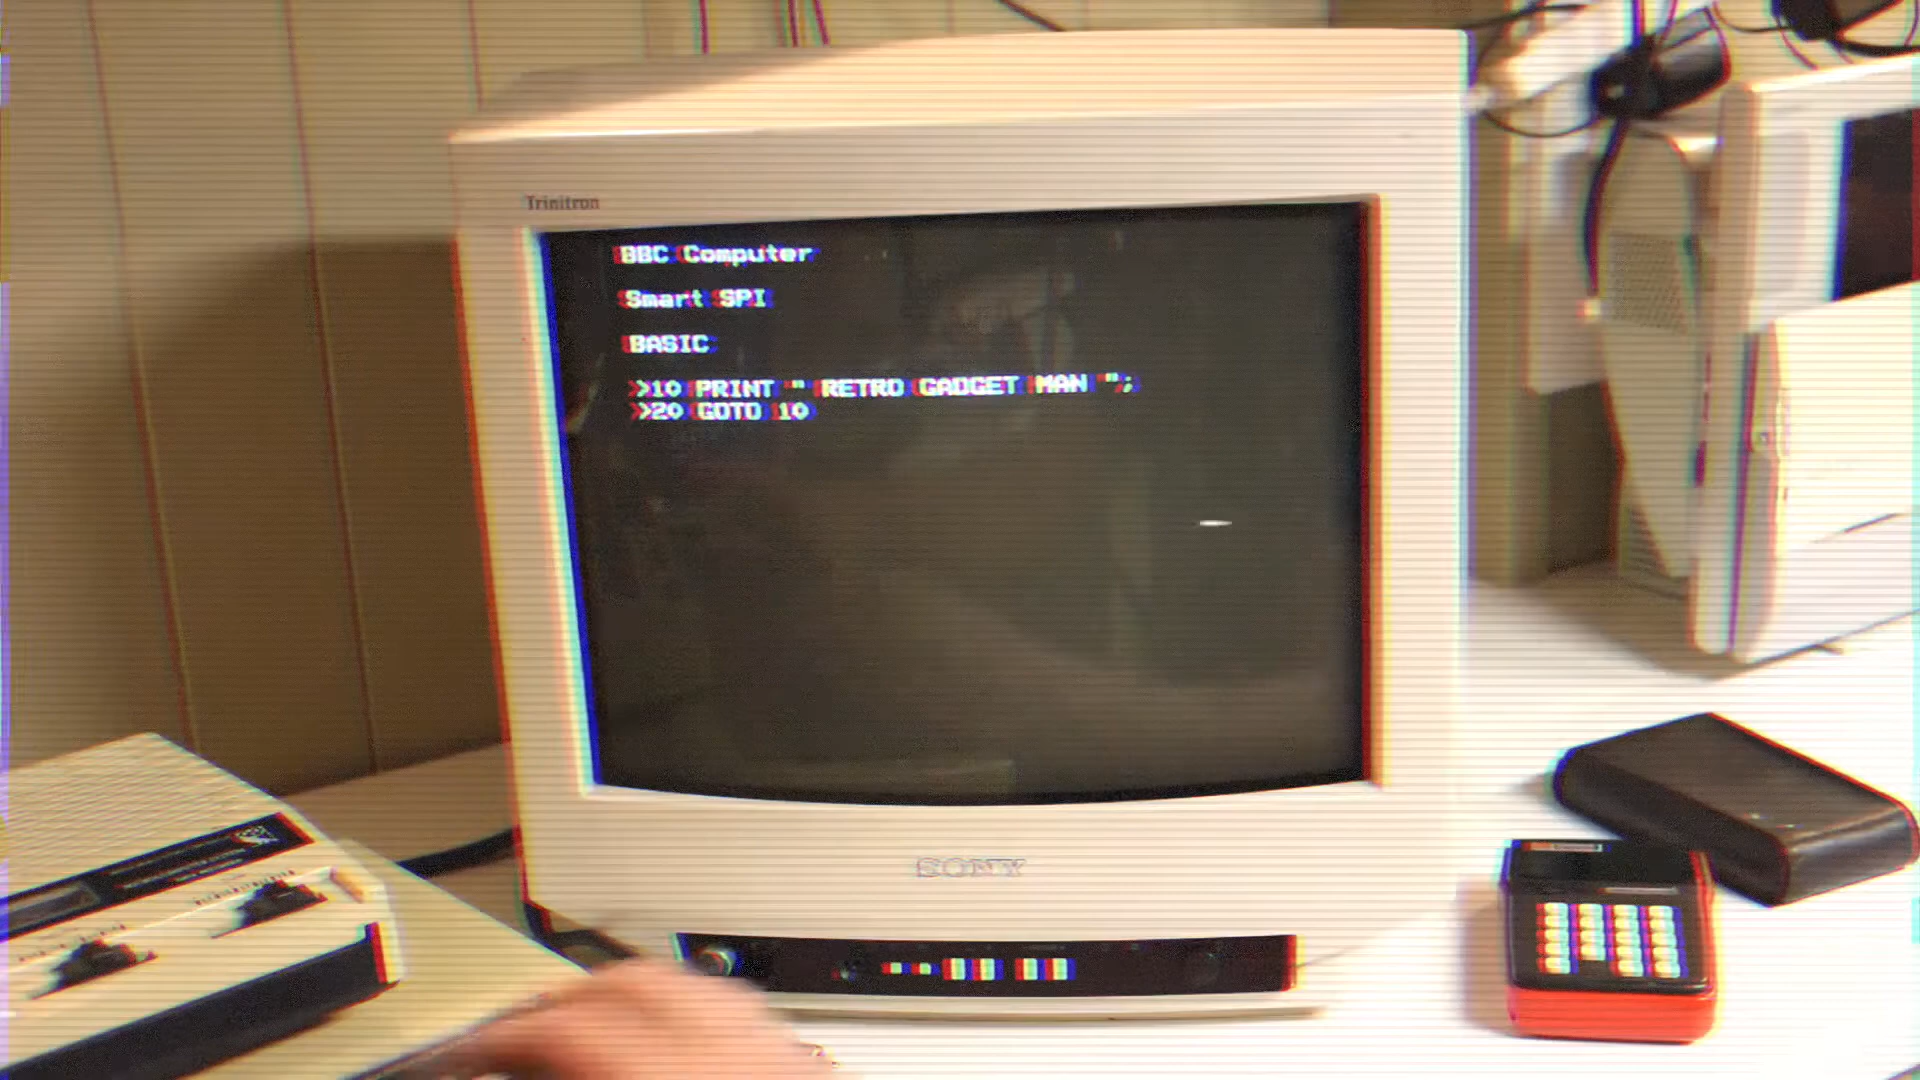 Trinitron
BBC Computer
Smart SPI
BASIC
>10 PRINT " RETRO GADGET MAN ";
>20 GOTO 10
SONY